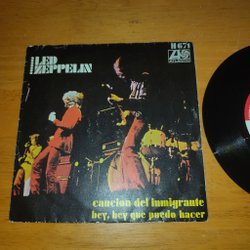 LED
ZEPPELIN
H 671
cancion del inmigrante
hey, hey que puedo hacer